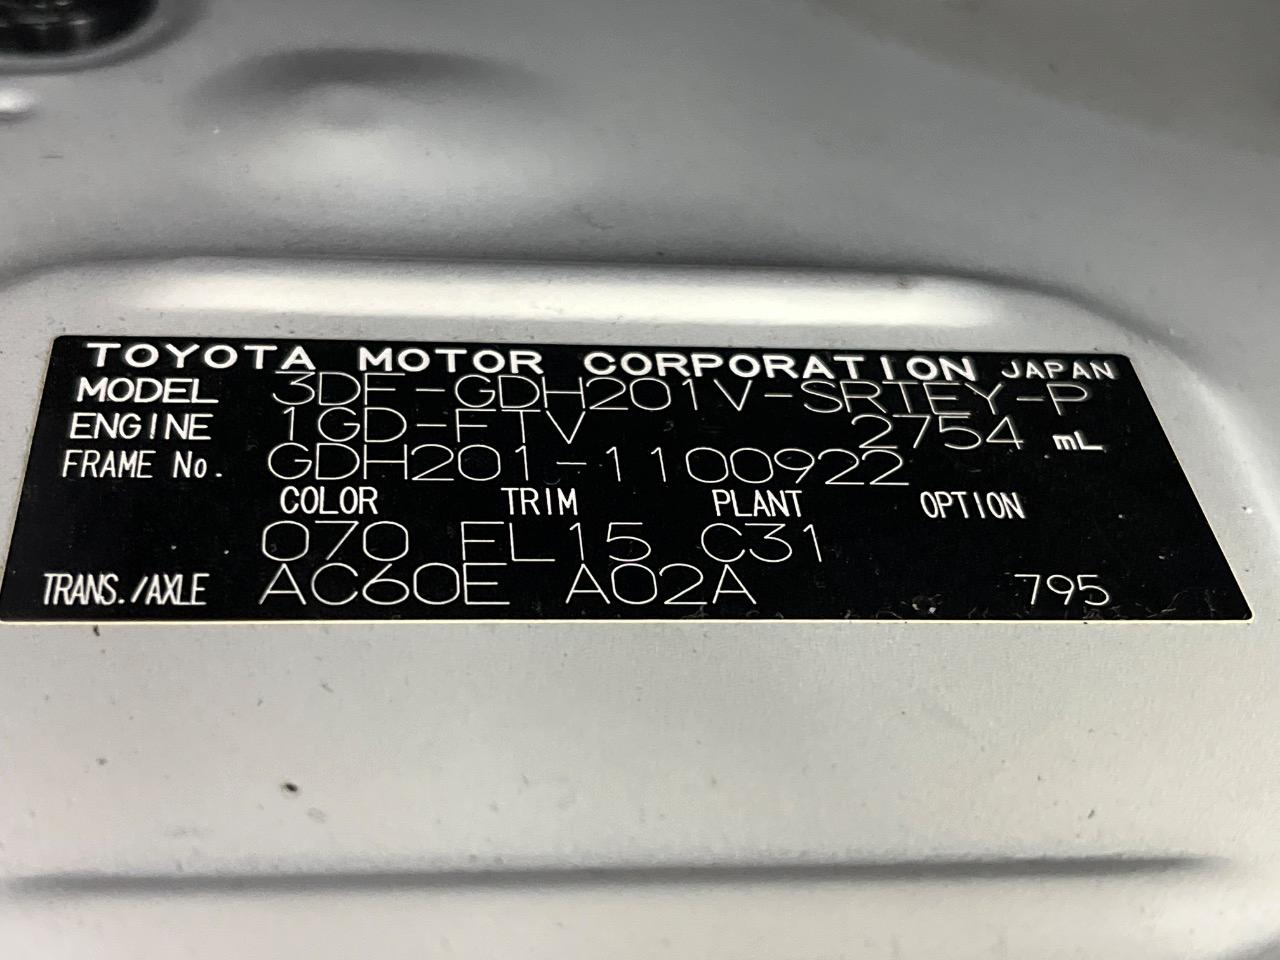 TOYOTA MOTOR CORPORATION JAPAN
MODEL 3DF-GDH201V-SRTEY-P
ENGINE 1GD-FTV 2754 mL
FRAME No. GDH201-1100922
COLOR TRIM PLANT OPTION
070 FL15 C31
TRANS./AXLE AC60E A02A 795